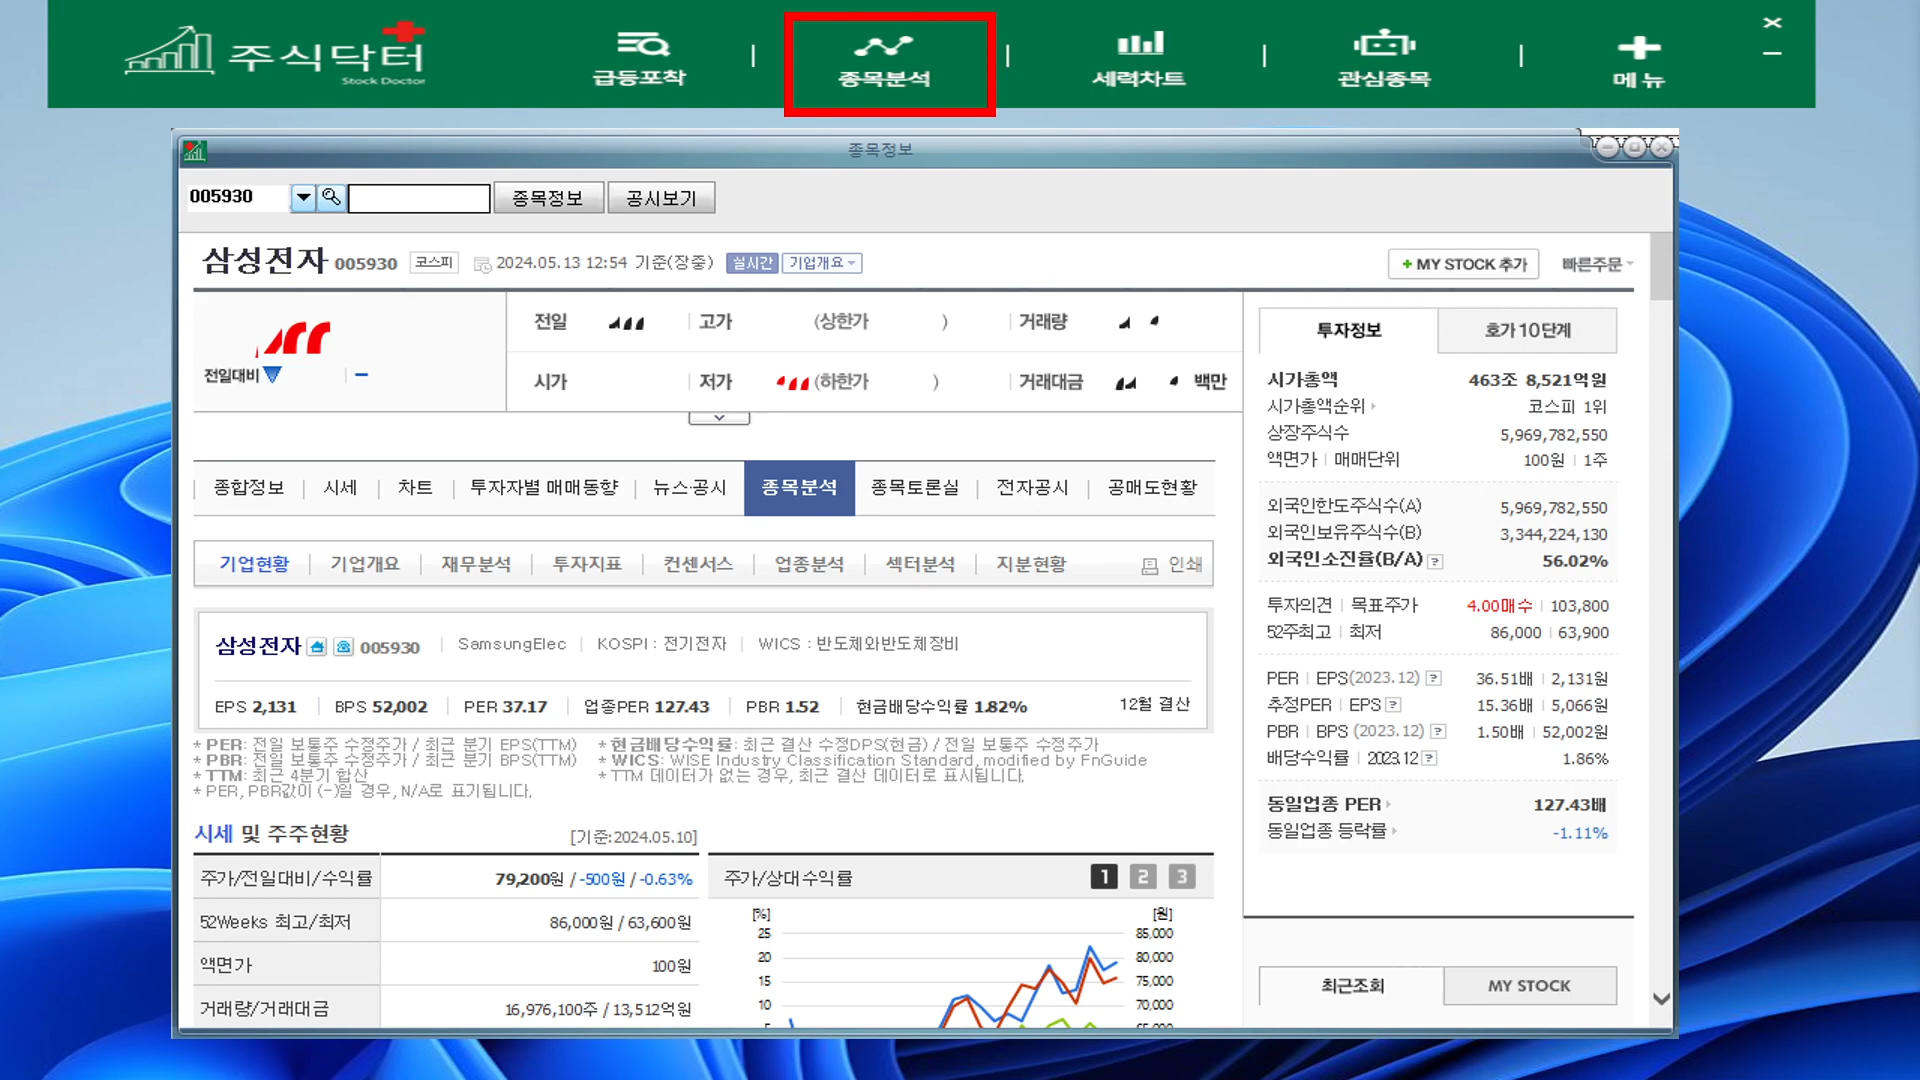 주식닥터
Stock Doctor
급등포착
종목분석
세력차트
관심종목
메뉴
종목정보
005930
종목정보
공시보기
삼성전자 005930 코스피 2024.05.13 12:54 기준(장중) 실시간 기업개요
+ MY STOCK 추가 빠른주문
전일대비
전일 고가 (상한가 ) 거래량
시가 저가 (하한가 ) 거래대금 백만
종합정보 시세 차트 투자자별 매매동향 뉴스·공시 종목분석 종목토론실 전자공시 공매도현황
기업현황 기업개요 재무분석 투자지표 컨센서스 업종분석 섹터분석 지분현황 인쇄
삼성전자 005930 SamsungElec KOSPI : 전기전자 WICS : 반도체와반도체장비
EPS 2,131 BPS 52,002 PER 37.17 업종PER 127.43 PBR 1.52 현금배당수익률 1.82% 12월 결산
* PER: 전일 보통주 수정주가 / 최근 분기 EPS(TTM)
* PBR: 전일 보통주 수정주가 / 최근 분기 BPS(TTM)
* TTM: 최근 4분기 합산
* PER, PBR값이 (-)일 경우, N/A로 표기됩니다.
* 현금배당수익률: 최근 결산 수정DPS(현금) / 전일 보통주 수정주가
* WICS: WISE Industry Classification Standard, modified by FnGuide
* TTM 데이터가 없는 경우, 최근 결산 데이터로 표시됩니다.
시세 및 주주현황 [기준:2024.05.10]
주가/전일대비/수익률 79,200원 / -500원 / -0.63%
52Weeks 최고/최저 86,000원 / 63,600원
액면가 100원
거래량/거래대금 16,976,100주 / 13,512억원
주가/상대수익률 1 2 3
[%] [원]
25 85,000
20 80,000
15 75,000
10 70,000
5 65,000
투자정보 호가 10단계
시가총액 463조 8,521억원
시가총액순위 코스피 1위
상장주식수 5,969,782,550
액면가 매매단위 100원 1주
외국인한도주식수(A) 5,969,782,550
외국인보유주식수(B) 3,344,224,130
외국인소진율(B/A) ? 56.02%
투자의견 목표주가 4.00매수 103,800
52주최고 최저 86,000 63,900
PER EPS(2023.12) ? 36.51배 2,131원
추정PER EPS ? 15.36배 5,066원
PBR BPS (2023.12) ? 1.50배 52,002원
배당수익률 2023.12 ? 1.86%
동일업종 PER 127.43배
동일업종 등락률 -1.11%
최근조회 MY STOCK